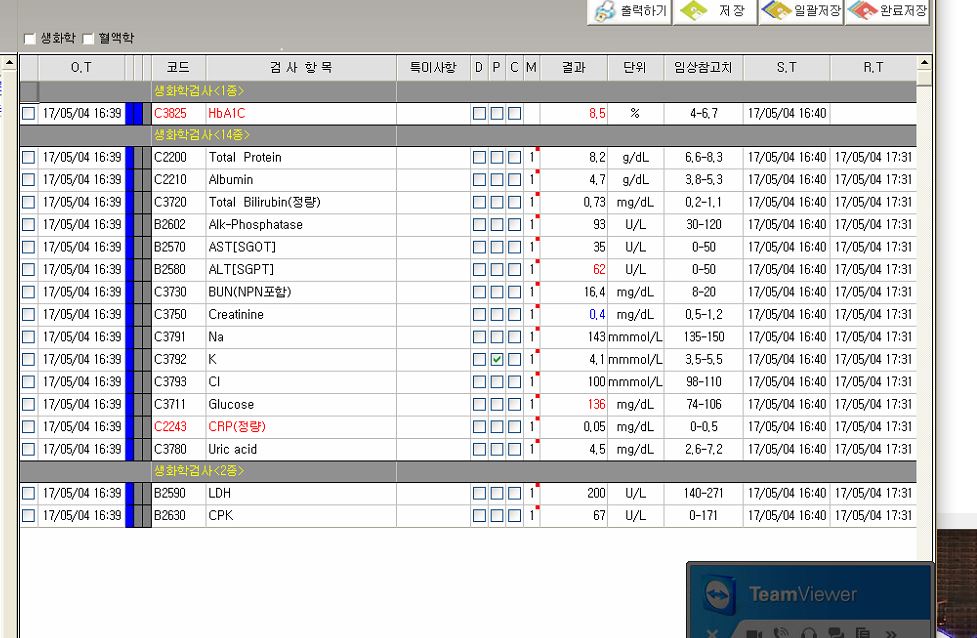 출력하기 저 장 일괄저장 완료저장
생화학 혈액학
O.T 코드 검 사 항 목 특이사항 D P C M 결과 단위 임상참고치 S.T R.T
생화학검사<1종>
17/05/04 16:39 C3825 HbA1C 8.5 % 4-6.7 17/05/04 16:40
생화학검사<14종>
17/05/04 16:39 C2200 Total Protein 1 8.2 g/dL 6.6-8.3 17/05/04 16:40 17/05/04 17:31
17/05/04 16:39 C2210 Albumin 1 4.7 g/dL 3.8-5.3 17/05/04 16:40 17/05/04 17:31
17/05/04 16:39 C3720 Total Bilirubin(정량) 1 0.73 mg/dL 0.2-1.1 17/05/04 16:40 17/05/04 17:31
17/05/04 16:39 B2602 Alk-Phosphatase 1 93 U/L 30-120 17/05/04 16:40 17/05/04 17:31
17/05/04 16:39 B2570 AST[SGOT] 1 35 U/L 0-50 17/05/04 16:40 17/05/04 17:31
17/05/04 16:39 B2580 ALT[SGPT] 1 62 U/L 0-50 17/05/04 16:40 17/05/04 17:31
17/05/04 16:39 C3730 BUN(NPN포함) 1 16.4 mg/dL 8-20 17/05/04 16:40 17/05/04 17:31
17/05/04 16:39 C3750 Creatinine 1 0.4 mg/dL 0.5-1.2 17/05/04 16:40 17/05/04 17:31
17/05/04 16:39 C3791 Na 1 143 mmmol/L 135-150 17/05/04 16:40 17/05/04 17:31
17/05/04 16:39 C3792 K 1 4.1 mmmol/L 3.5-5.5 17/05/04 16:40 17/05/04 17:31
17/05/04 16:39 C3793 Cl 1 100 mmmol/L 98-110 17/05/04 16:40 17/05/04 17:31
17/05/04 16:39 C3711 Glucose 1 136 mg/dL 74-106 17/05/04 16:40 17/05/04 17:31
17/05/04 16:39 C2243 CRP(정량) 1 0.05 mg/dL 0-0.5 17/05/04 16:40 17/05/04 17:31
17/05/04 16:39 C3780 Uric acid 1 4.5 mg/dL 2.6-7.2 17/05/04 16:40 17/05/04 17:31
생화학검사<2종>
17/05/04 16:39 B2590 LDH 1 200 U/L 140-271 17/05/04 16:40 17/05/04 17:31
17/05/04 16:39 B2630 CPK 1 67 U/L 0-171 17/05/04 16:40 17/05/04 17:31
TeamViewer